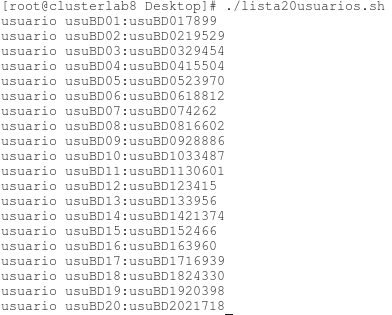 [root@clusterlab8 Desktop]# ./lista20usuarios.sh
usuario usuBD01:usuBD017899
usuario usuBD02:usuBD0219529
usuario usuBD03:usuBD0329454
usuario usuBD04:usuBD0415504
usuario usuBD05:usuBD0523970
usuario usuBD06:usuBD0618812
usuario usuBD07:usuBD074262
usuario usuBD08:usuBD0816602
usuario usuBD09:usuBD0928886
usuario usuBD10:usuBD1033487
usuario usuBD11:usuBD1130601
usuario usuBD12:usuBD123415
usuario usuBD13:usuBD133956
usuario usuBD14:usuBD1421374
usuario usuBD15:usuBD152466
usuario usuBD16:usuBD163960
usuario usuBD17:usuBD1716939
usuario usuBD18:usuBD1824330
usuario usuBD19:usuBD1920398
usuario usuBD20:usuBD2021718